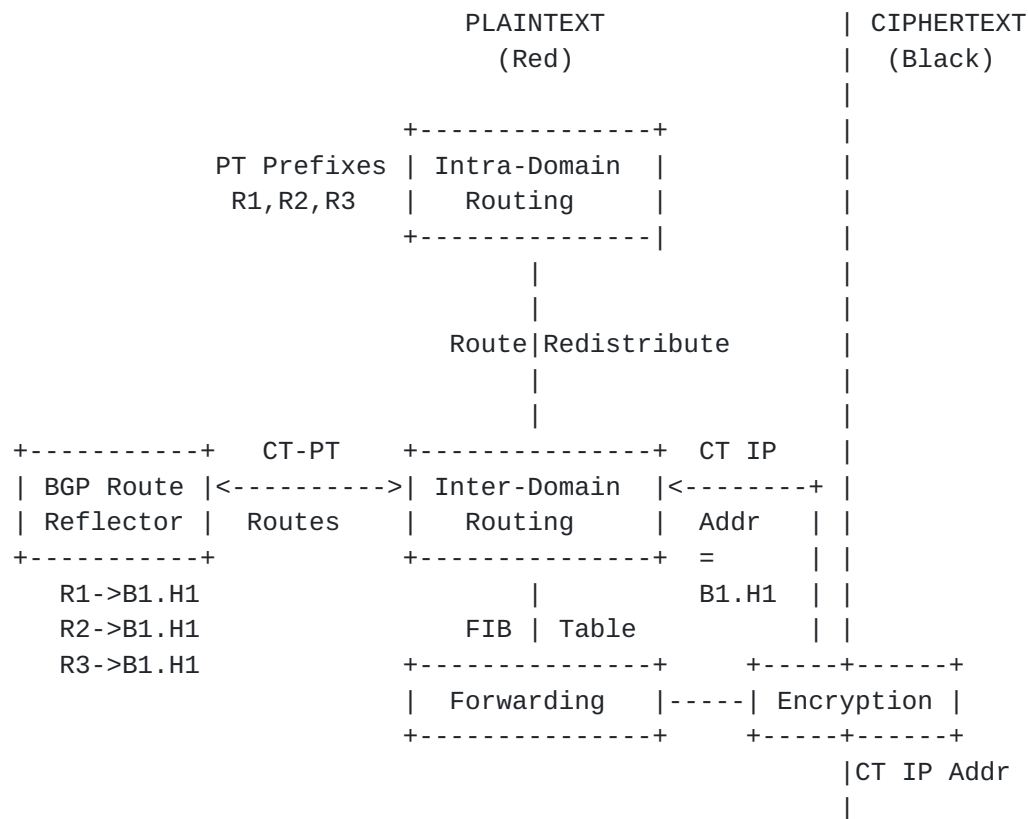 PLAINTEXT | CIPHERTEXT
(Red) | (Black)
|
+---------------+ |
PT Prefixes | Intra-Domain | |
R1,R2,R3 | Routing | |
+---------------| |
| |
| |
Route|Redistribute |
| |
| |
+-----------+ CT-PT +---------------+ CT IP |
| BGP Route |<---------->| Inter-Domain |<--------+ |
| Reflector | Routes | Routing | Addr | |
+-----------+ +---------------+ = | |
R1->B1.H1 | B1.H1 | |
R2->B1.H1 FIB | Table | |
R3->B1.H1 +---------------+ +-----+------+
| Forwarding |-----| Encryption |
+---------------+ +-----+------+
|CT IP Addr
|